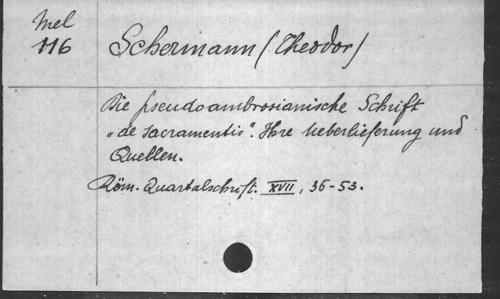 Mel
116
Schermann (Theodor)
Die pseudoambrosianische Schrift
„de sacramentis". Ihre Ueberlieferung und
Quellen.
Röm. Quartalschrift. XVII, 36-53.